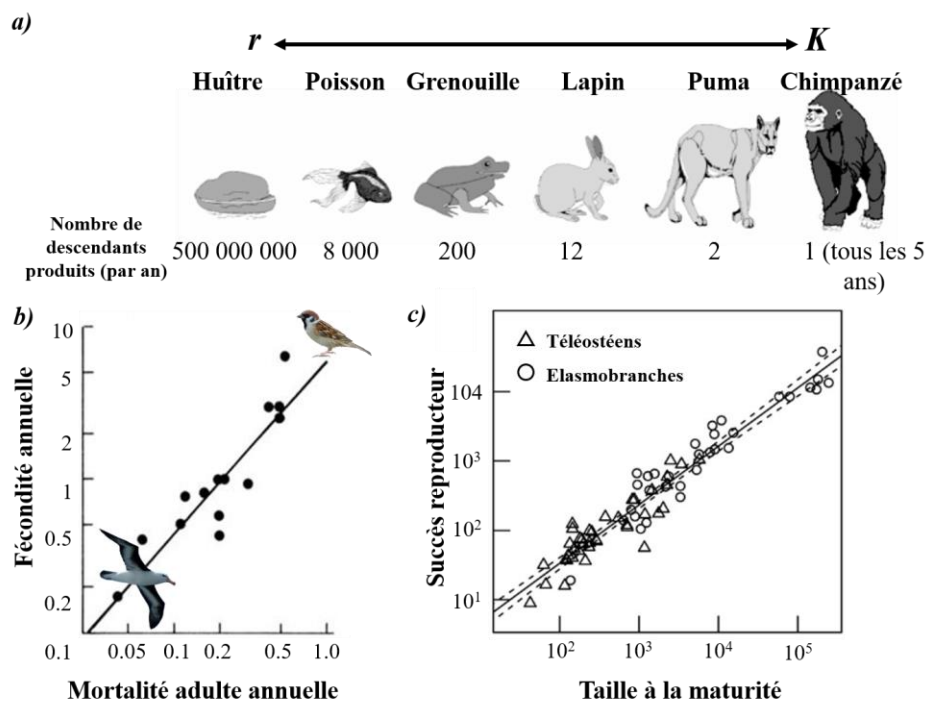 a)
r K
Huître Poisson Grenouille Lapin Puma Chimpanzé
Nombre de
descendants
produits (par an)
500 000 000 8 000 200 12 2 1 (tous les 5
ans)
b)
Fécondité annuelle
10
5
2
1
0.5
0.2
0.1 0.05 0.1 0.2 0.5 1.0
Mortalité adulte annuelle
c)
Téléostéens
Elasmobranches
Succès reproducteur
104
10³
10²
10¹
10² 10³ 10⁴ 10⁵
Taille à la maturité